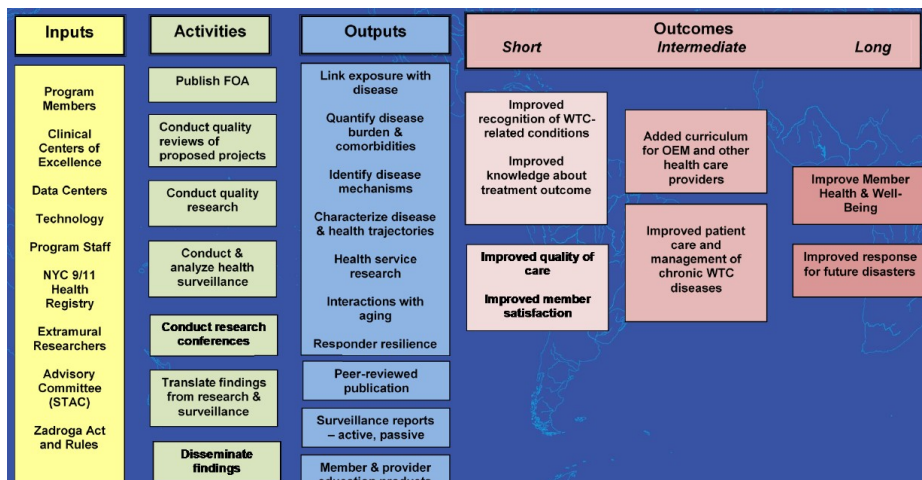 Inputs
Activities
Outputs
Outcomes
Short
Intermediate
Long
Program
Members
Clinical
Centers of
Excellence
Data Centers
Technology
Program Staff
NYC 9/11
Health
Registry
Extramural
Researchers
Advisory
Committee
(STAC)
Zadroga Act
and Rules
Publish FOA
Conduct quality
reviews of
proposed projects
Conduct quality
research
Conduct &
analyze health
surveillance
Conduct research
conferences
Translate findings
from research &
surveillance
Disseminate
findings
Link exposure with
disease
Quantify disease
burden &
comorbidities
Identify disease
mechanisms
Characterize disease
& health trajectories
Health service
research
Interactions with
aging
Responder resilience
Peer-reviewed
publication
Surveillance reports
– active, passive
Member & provider
education products
Improved
recognition of WTC-
related conditions
Improved
knowledge about
treatment outcome
Improved quality of
care
Improved member
satisfaction
Added curriculum
for OEM and other
health care
providers
Improved patient
care and
management of
chronic WTC
diseases
Improve Member
Health & Well-
Being
Improved response
for future disasters